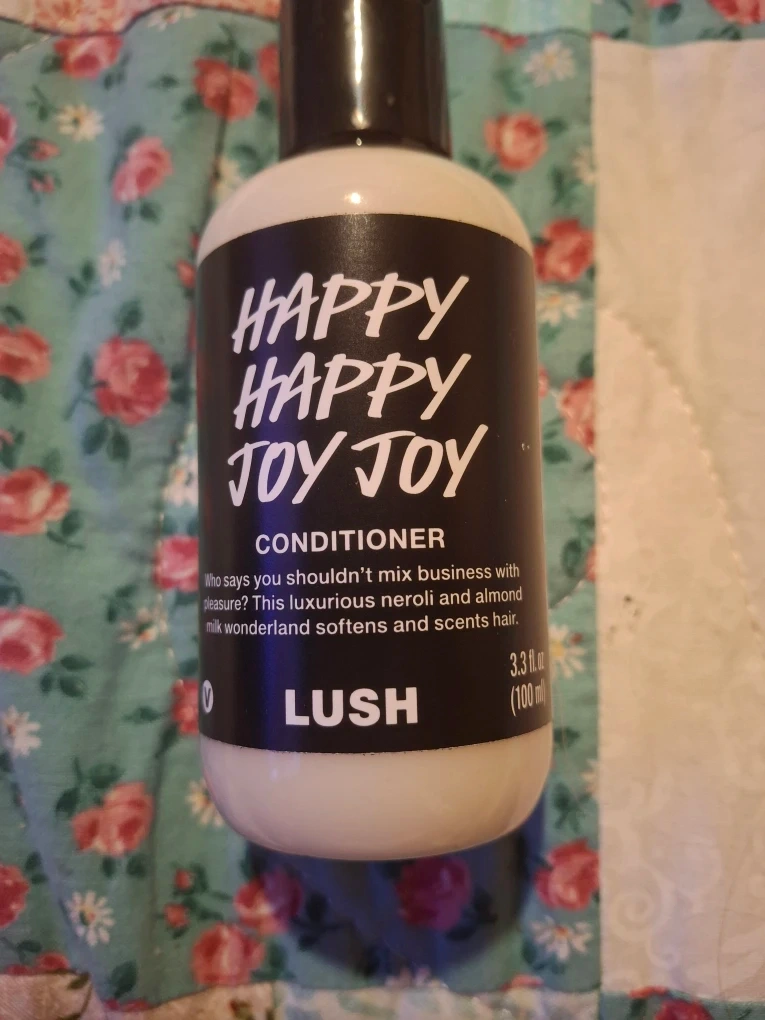 HAPPY
HAPPY
JOY JOY
CONDITIONER
Who says you shouldn't mix business with
pleasure? This luxurious neroli and almond
milk wonderland softens and scents hair.
3.3 fl. oz
(100 ml)
V
LUSH